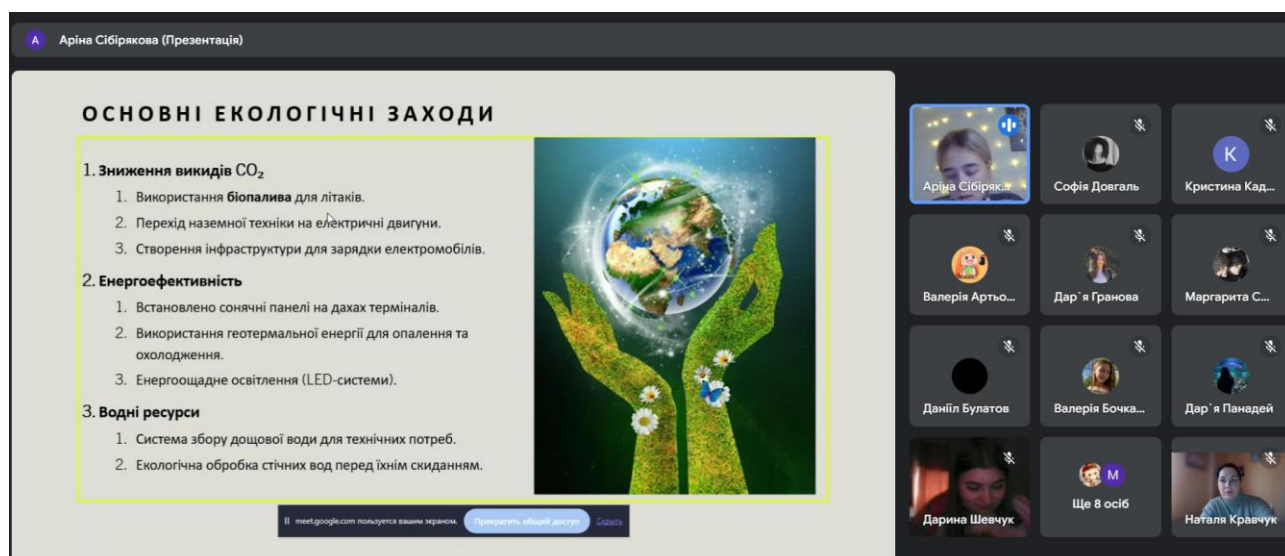 А Аріна Сібірякова (Презентація)
ОСНОВНІ ЕКОЛОГІЧНІ ЗАХОДИ
1. Зниження викидів CO₂
1. Використання біопалива для літаків.
2. Перехід наземної техніки на електричні двигуни.
3. Створення інфраструктури для зарядки електромобілів.
2. Енергоефективність
1. Встановлено сонячні панелі на дахах терміналів.
2. Використання геотермальної енергії для опалення та
охолодження.
3. Енергоощадне освітлення (LED-системи).
3. Водні ресурси
1. Система збору дощової води для технічних потреб.
2. Екологічна обробка стічних вод перед їхнім скиданням.
meet.google.com пользуется вашим экраном. Прекратить общий доступ Скрыть
Аріна Сібіряк...
Софія Довгаль
К
Кристина Кад...
Валерія Артьо...
Дар`я Гранова
Маргарита С...
Данііл Булатов
Валерія Бочка...
Дар`я Панадей
Дарина Шевчук
М
Ще 8 осіб
Наталя Кравчук